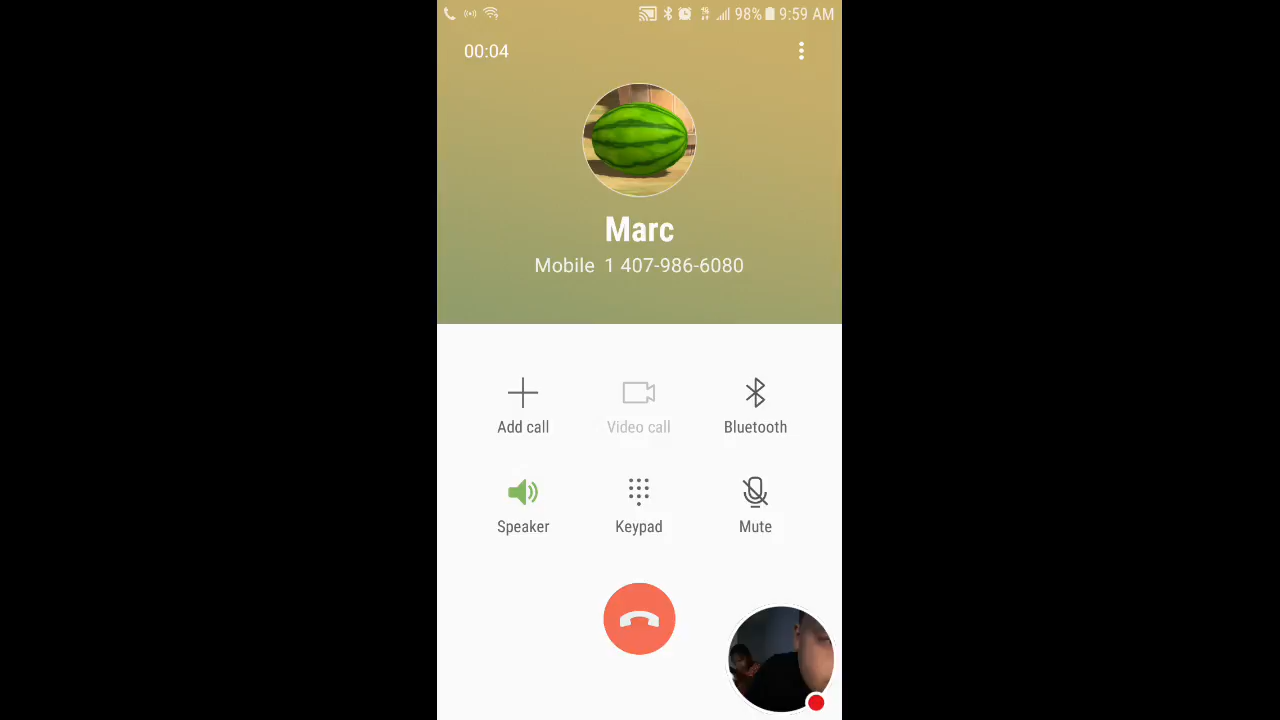 98% 9:59 AM
00:04
Marc
Mobile 1 407-986-6080
Add call Video call Bluetooth
Speaker Keypad Mute